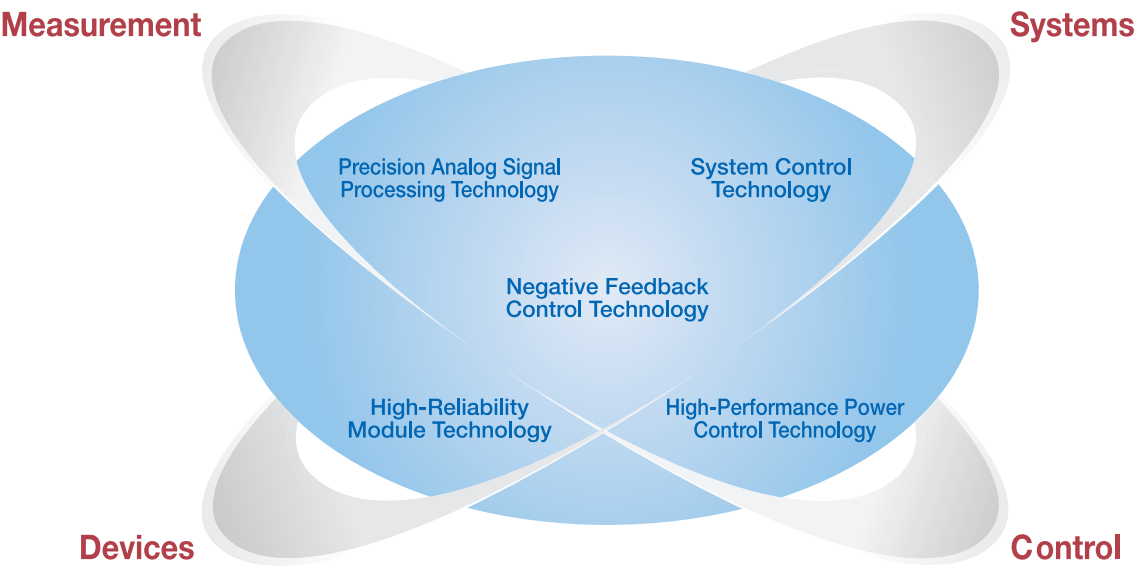 Measurement
Systems
Precision Analog Signal
Processing Technology
System Control
Technology
Negative Feedback
Control Technology
High-Reliability
Module Technology
High-Performance Power
Control Technology
Devices
Control